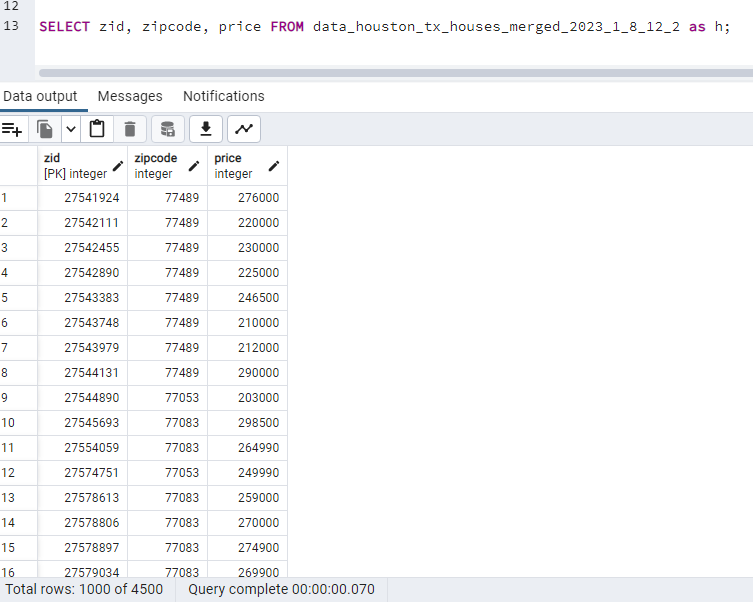 12
13 SELECT zid, zipcode, price FROM data_houston_tx_houses_merged_2023_1_8_12_2 as h;
Data output Messages Notifications
zid zipcode price
[PK] integer integer integer
1 27541924 77489 276000
2 27542111 77489 220000
3 27542455 77489 230000
4 27542890 77489 225000
5 27543383 77489 246500
6 27543748 77489 210000
7 27543979 77489 212000
8 27544131 77489 290000
9 27544890 77053 203000
10 27545693 77083 298500
11 27554059 77083 264990
12 27574751 77053 249990
13 27578613 77083 259000
14 27578806 77083 270000
15 27578897 77083 274900
16 27579034 77083 269900
Total rows: 1000 of 4500 Query complete 00:00:00.070